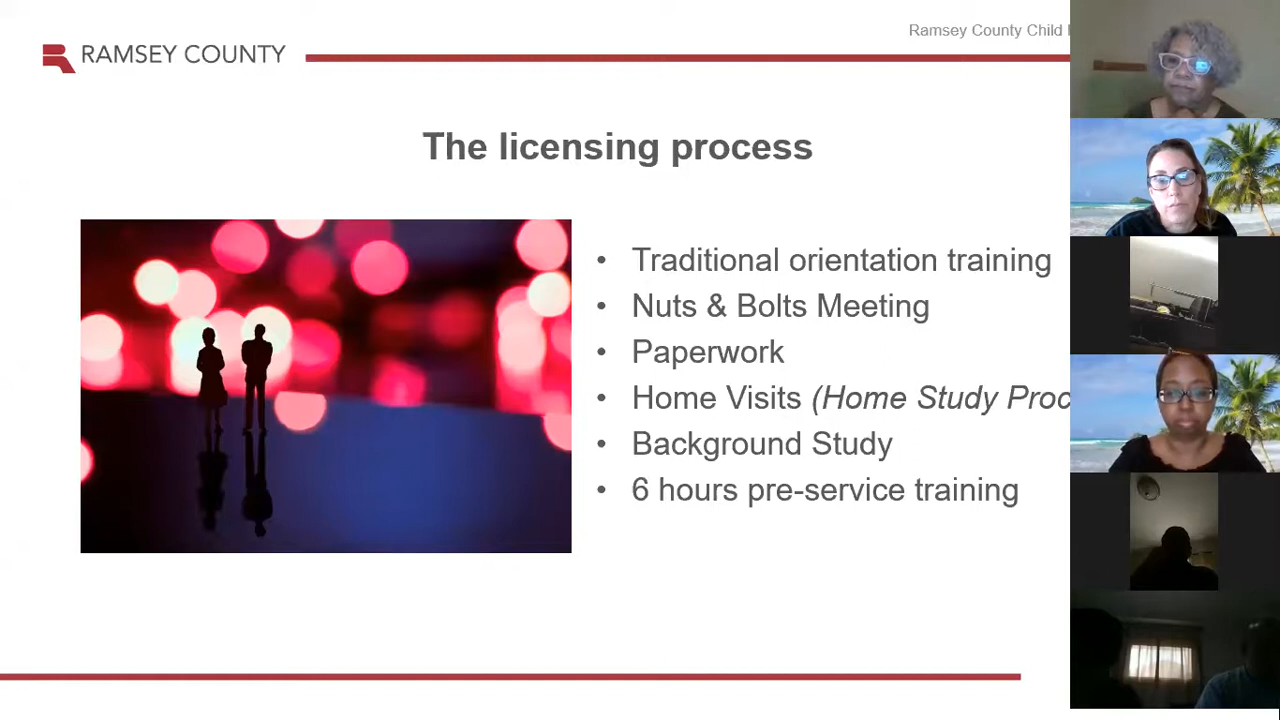 Ramsey County Child
RAMSEY COUNTY
The licensing process
• Traditional orientation training
• Nuts & Bolts Meeting
• Paperwork
• Home Visits (Home Study Proc
• Background Study
• 6 hours pre-service training